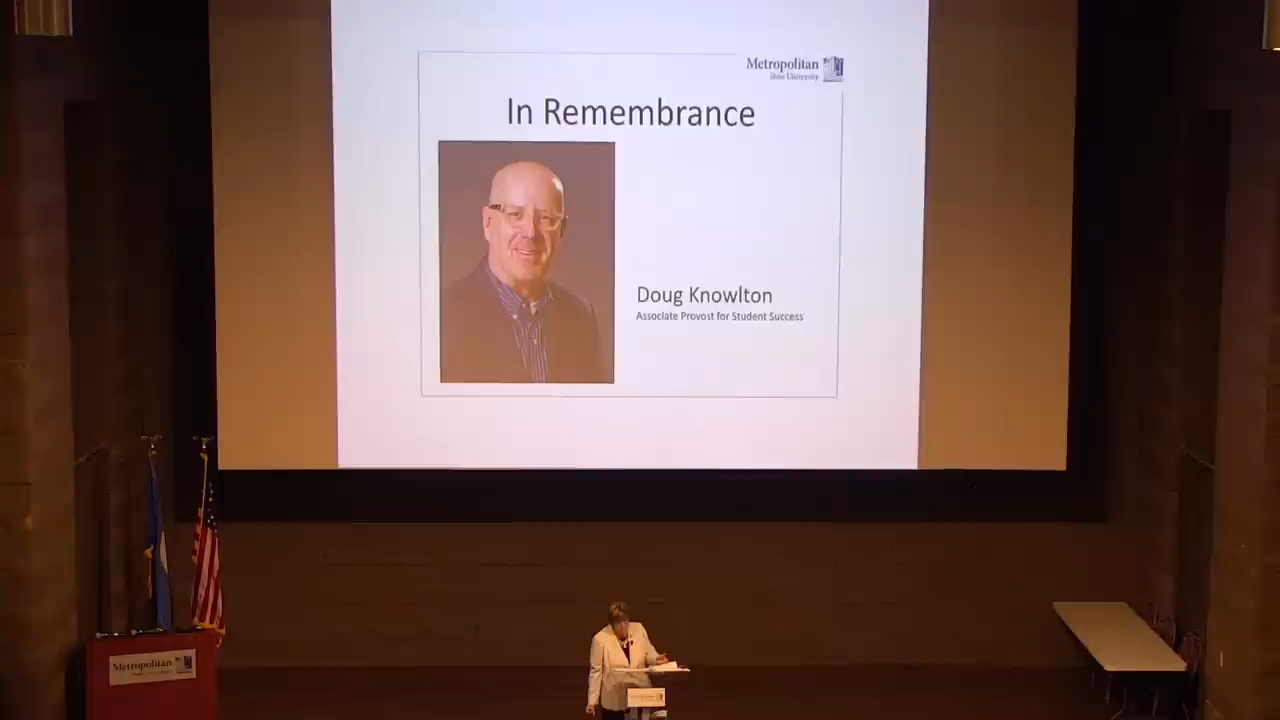 Metropolitan
State University
In Remembrance
Doug Knowlton
Associate Provost for Student Success
Metropolitan